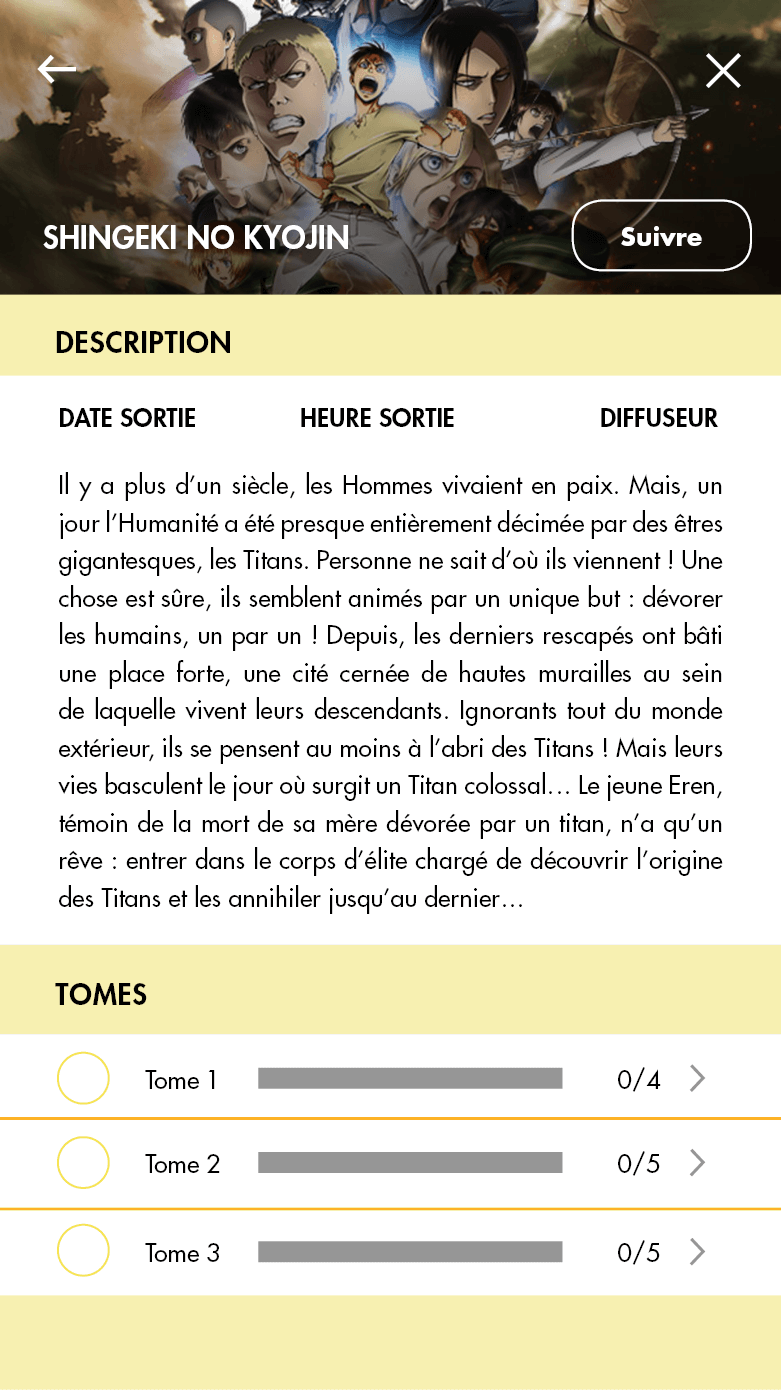 SHINGEKI NO KYOJIN
Suivre
DESCRIPTION
DATE SORTIE HEURE SORTIE DIFFUSEUR
Il y a plus d’un siècle, les Hommes vivaient en paix. Mais, un
jour l’Humanité a été presque entièrement décimée par des êtres
gigantesques, les Titans. Personne ne sait d’où ils viennent ! Une
chose est sûre, ils semblent animés par un unique but : dévorer
les humains, un par un ! Depuis, les derniers rescapés ont bâti
une place forte, une cité cernée de hautes murailles au sein
de laquelle vivent leurs descendants. Ignorants tout du monde
extérieur, ils se pensent au moins à l’abri des Titans ! Mais leurs
vies basculent le jour où surgit un Titan colossal… Le jeune Eren,
témoin de la mort de sa mère dévorée par un titan, n’a qu’un
rêve : entrer dans le corps d’élite chargé de découvrir l’origine
des Titans et les annihiler jusqu’au dernier…
TOMES
Tome 1 0/4
Tome 2 0/5
Tome 3 0/5